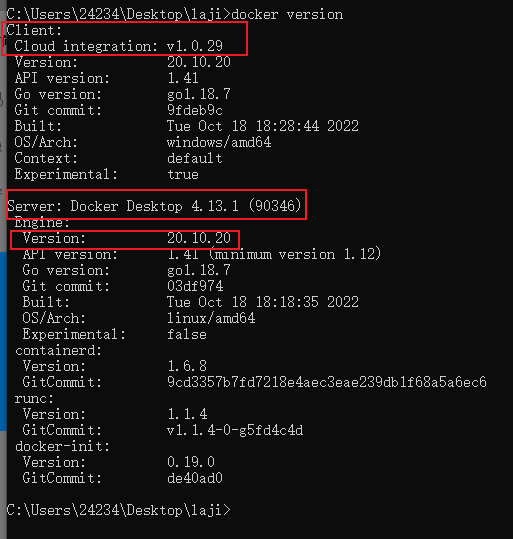 C:\Users\24234\Desktop\laji>docker version
Client:
Cloud integration: v1.0.29
Version: 20.10.20
API version: 1.41
Go version: go1.18.7
Git commit: 9fdeb9c
Built: Tue Oct 18 18:28:44 2022
OS/Arch: windows/amd64
Context: default
Experimental: true
Server: Docker Desktop 4.13.1 (90346)
Engine:
Version: 20.10.20
API version: 1.41 (minimum version 1.12)
Go version: go1.18.7
Git commit: 03df974
Built: Tue Oct 18 18:18:35 2022
OS/Arch: linux/amd64
Experimental: false
containerd:
Version: 1.6.8
GitCommit: 9cd3357b7fd7218e4aec3eae239db1f68a5a6ec6
runc:
Version: 1.1.4
GitCommit: v1.1.4-0-g5fd4c4d
docker-init:
Version: 0.19.0
GitCommit: de40ad0
C:\Users\24234\Desktop\laji>